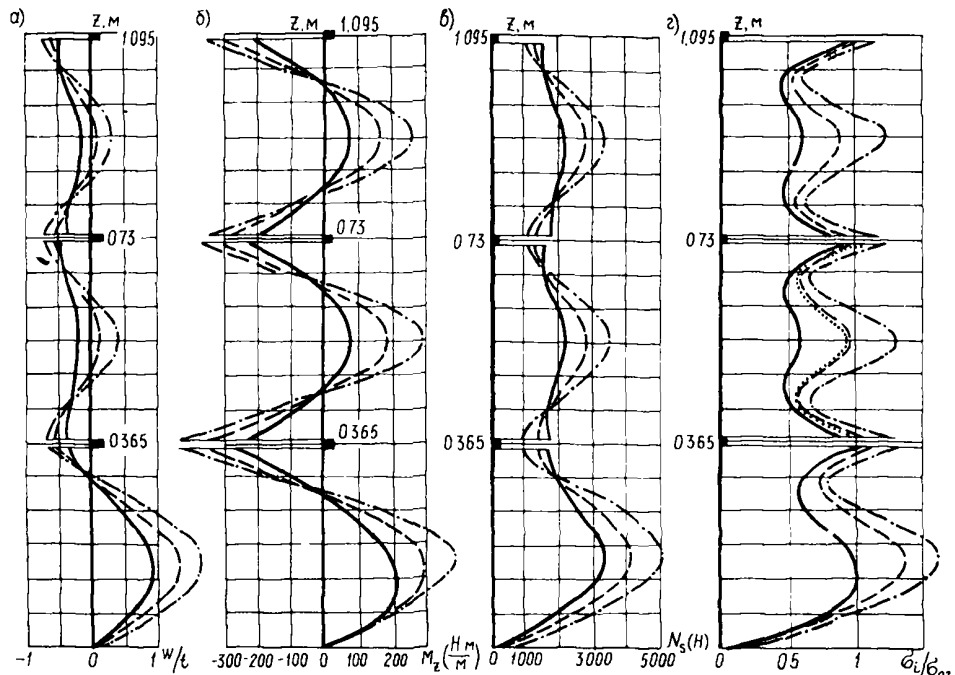 а) z, м б) z, м в) z, м г) z, м
1.095 1.095 1.095 1.095
0.73 0.73 0.73 0.73
0.365 0.365 0.365 0.365
-1 0 1 w/t
-300 -200 -100 0 100 200 M_z (Н м/м)
N_s (Н) 0 1000 3000 5000
0 0.5 1 σ_i/σ_02